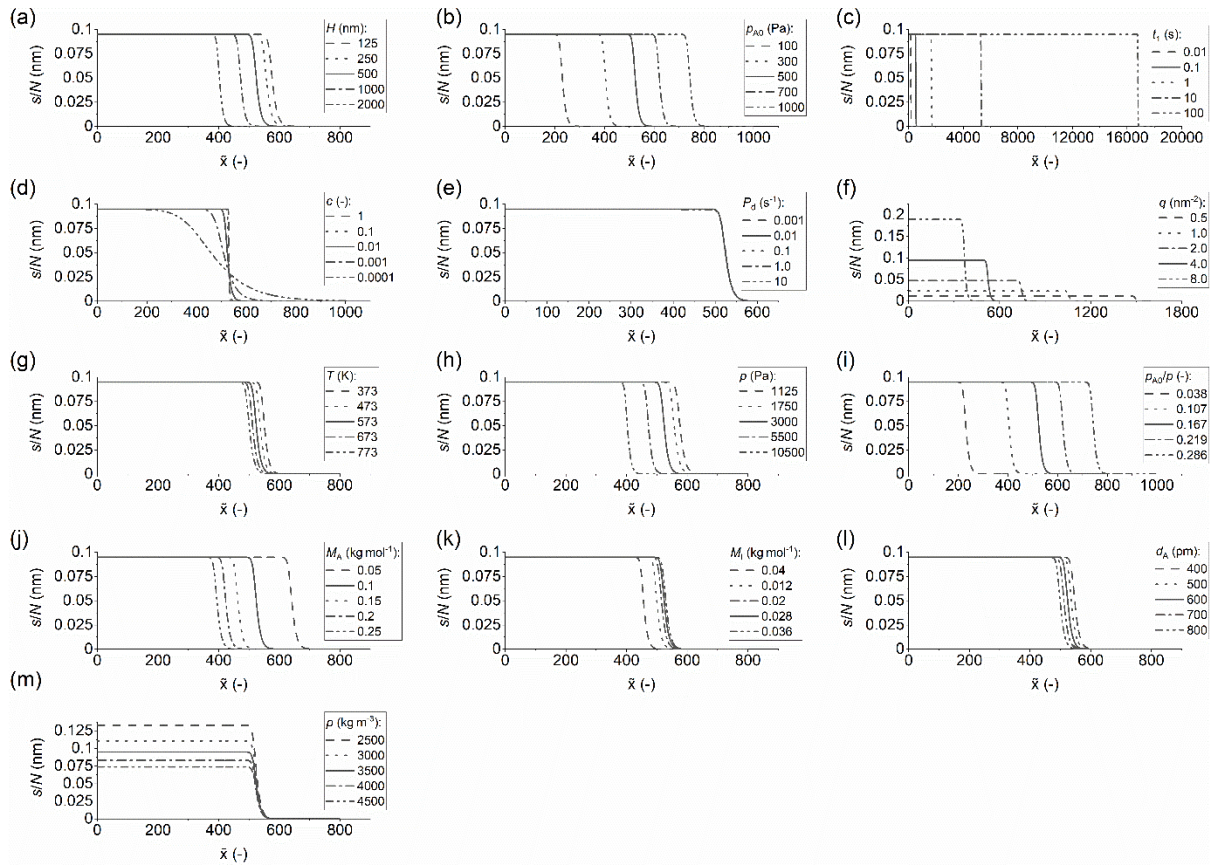 (a)
s/N (nm)
0.1
0.075
0.05
0.025
0
0 200 400 600 800
x̃ (-)
H (nm):
125
250
500
1000
2000
(b)
s/N (nm)
0.1
0.075
0.05
0.025
0
0 200 400 600 800 1000
x̃ (-)
pA0 (Pa):
100
300
500
700
1000
(c)
s/N (nm)
0.1
0.075
0.05
0.025
0
0 4000 8000 12000 16000 20000
x̃ (-)
t1 (s):
0.01
0.1
1
10
100
(d)
s/N (nm)
0.1
0.075
0.05
0.025
0
0 200 400 600 800 1000
x̃ (-)
c (-):
1
0.1
0.01
0.001
0.0001
(e)
s/N (nm)
0.1
0.075
0.05
0.025
0
0 100 200 300 400 500 600
x̃ (-)
Pd (s-1):
0.001
0.01
0.1
1.0
10
(f)
s/N (nm)
0.2
0.15
0.1
0.05
0
0 600 1200 1800
x̃ (-)
q (nm-2):
0.5
1.0
2.0
4.0
8.0
(g)
s/N (nm)
0.1
0.075
0.05
0.025
0
0 200 400 600 800
x̃ (-)
T (K):
373
473
573
673
773
(h)
s/N (nm)
0.1
0.075
0.05
0.025
0
0 200 400 600 800
x̃ (-)
p (Pa):
1125
1750
3000
5500
10500
(i)
s/N (nm)
0.1
0.075
0.05
0.025
0
0 200 400 600 800 1000
x̃ (-)
pA0/p (-):
0.038
0.107
0.167
0.219
0.286
(j)
s/N (nm)
0.1
0.075
0.05
0.025
0
0 200 400 600 800
x̃ (-)
MA (kg mol-1):
0.05
0.1
0.15
0.2
0.25
(k)
s/N (nm)
0.1
0.075
0.05
0.025
0
0 200 400 600 800
x̃ (-)
MI (kg mol-1):
0.04
0.012
0.02
0.028
0.036
(l)
s/N (nm)
0.1
0.075
0.05
0.025
0
0 200 400 600 800
x̃ (-)
dA (pm):
400
500
600
700
800
(m)
s/N (nm)
0.125
0.1
0.075
0.05
0.025
0
0 200 400 600 800
x̃ (-)
ρ (kg m-3):
2500
3000
3500
4000
4500